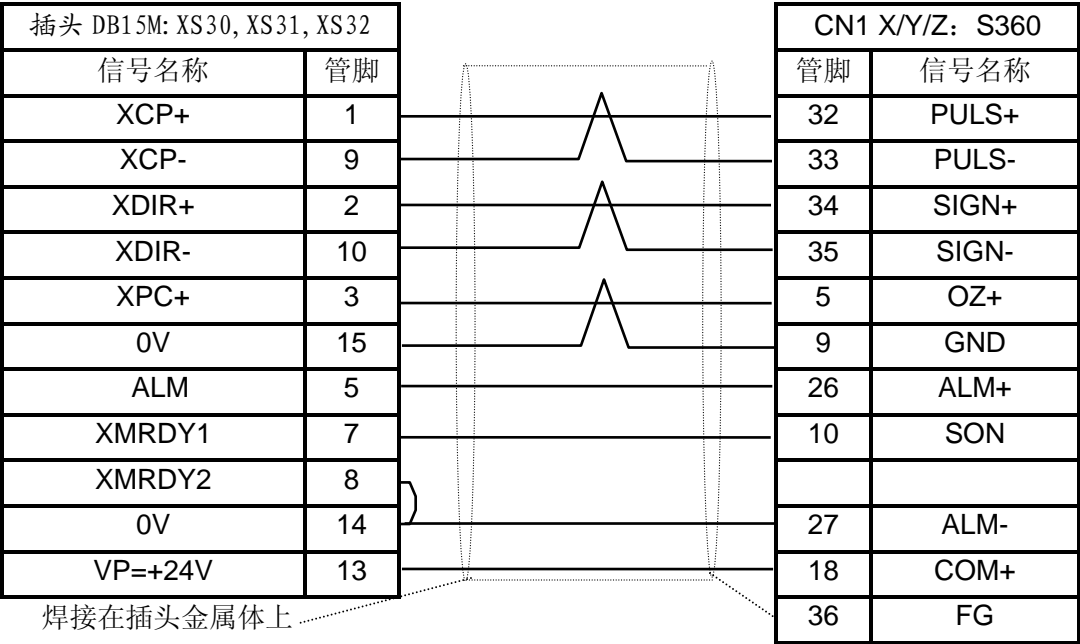 插头 DB15M: XS30, XS31, XS32 CN1 X/Y/Z：S360
信号名称 管脚 管脚 信号名称
XCP+ 1 32 PULS+
XCP- 9 33 PULS-
XDIR+ 2 34 SIGN+
XDIR- 10 35 SIGN-
XPC+ 3 5 OZ+
0V 15 9 GND
ALM 5 26 ALM+
XMRDY1 7 10 SON
XMRDY2 8
0V 14 27 ALM-
VP=+24V 13 18 COM+
焊接在插头金属体上 36 FG